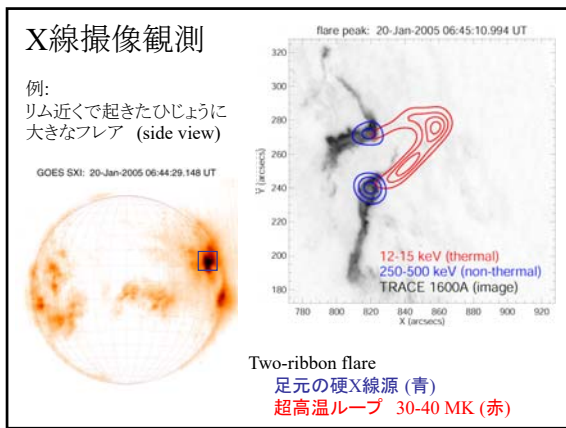 X線撮像観測
例:
リム近くで起きたひじょうに
大きなフレア (side view)
GOES SXI: 20-Jan-2005 06:44:29.148 UT
flare peak: 20-Jan-2005 06:45:10.994 UT
320
300
280
260
240
220
200
180
Y (arcsecs)
12-15 keV (thermal)
250-500 keV (non-thermal)
TRACE 1600A (image)
780 800 820 840 860 880 900 920
X (arcsecs)
Two-ribbon flare
足元の硬X線源 (青)
超高温ループ 30-40 MK (赤)